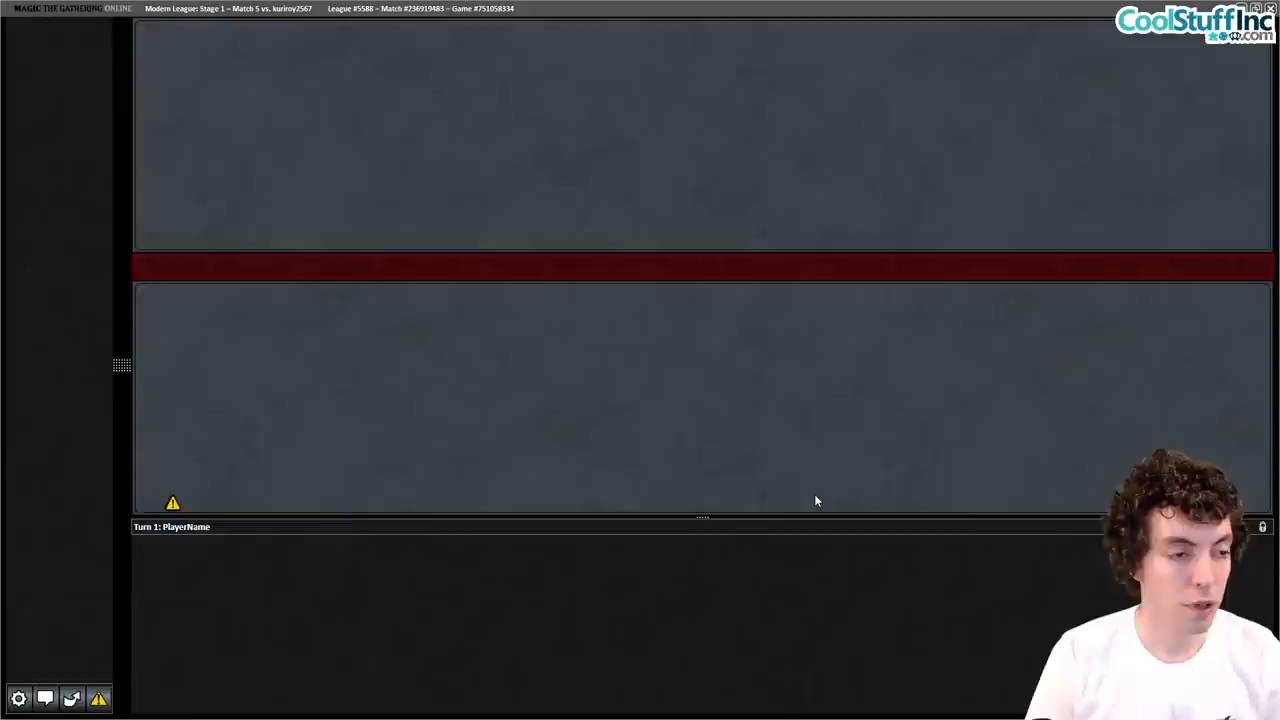 MAGIC THE GATHERING ONLINE
Modern League: Stage 1 – Match 5 vs. kuriroy2567
League #5586 – Match #236919483 – Game #751058334
CoolStuffInc
.com
Turn 1: PlayerName